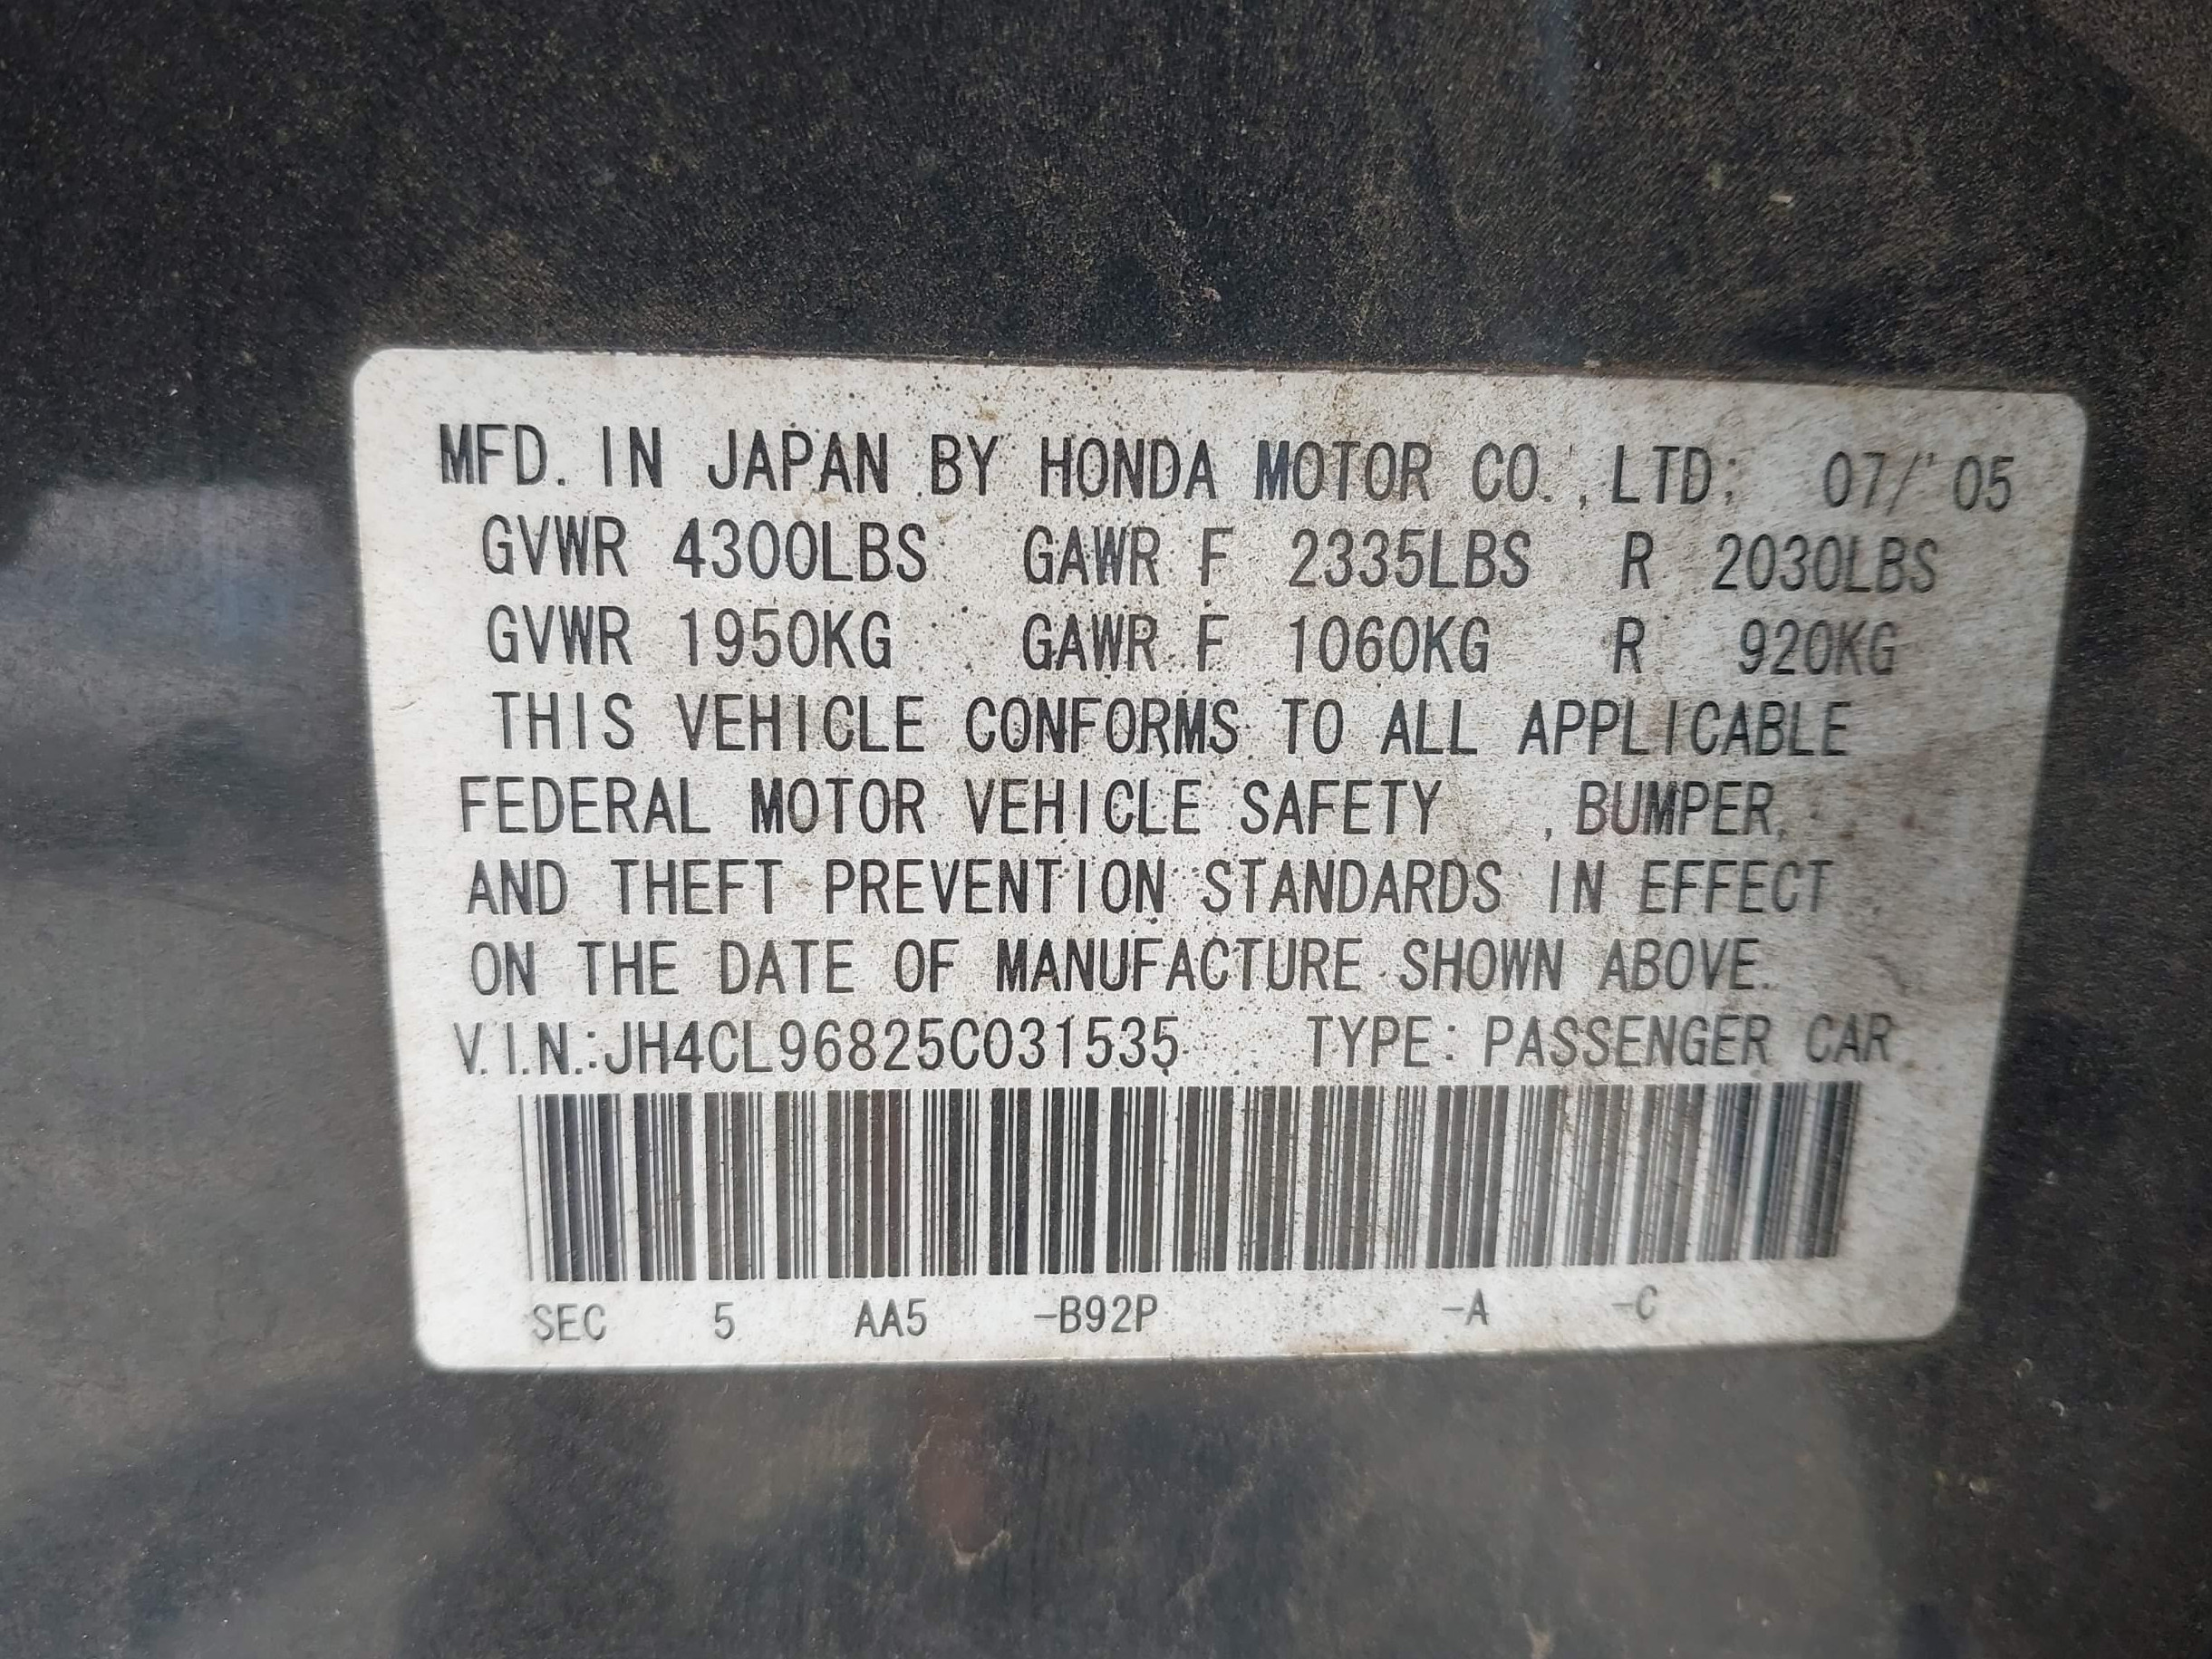 MFD. IN JAPAN BY HONDA MOTOR CO.,LTD. 07/'05
GVWR 4300LBS GAWR F 2335LBS R 2030LBS
GVWR 1950KG GAWR F 1060KG R 920KG
THIS VEHICLE CONFORMS TO ALL APPLICABLE
FEDERAL MOTOR VEHICLE SAFETY ,BUMPER,
AND THEFT PREVENTION STANDARDS IN EFFECT
ON THE DATE OF MANUFACTURE SHOWN ABOVE.
V.I.N.:JH4CL96825C031535 TYPE: PASSENGER CAR
SEC 5 AA5 -B92P -A -C